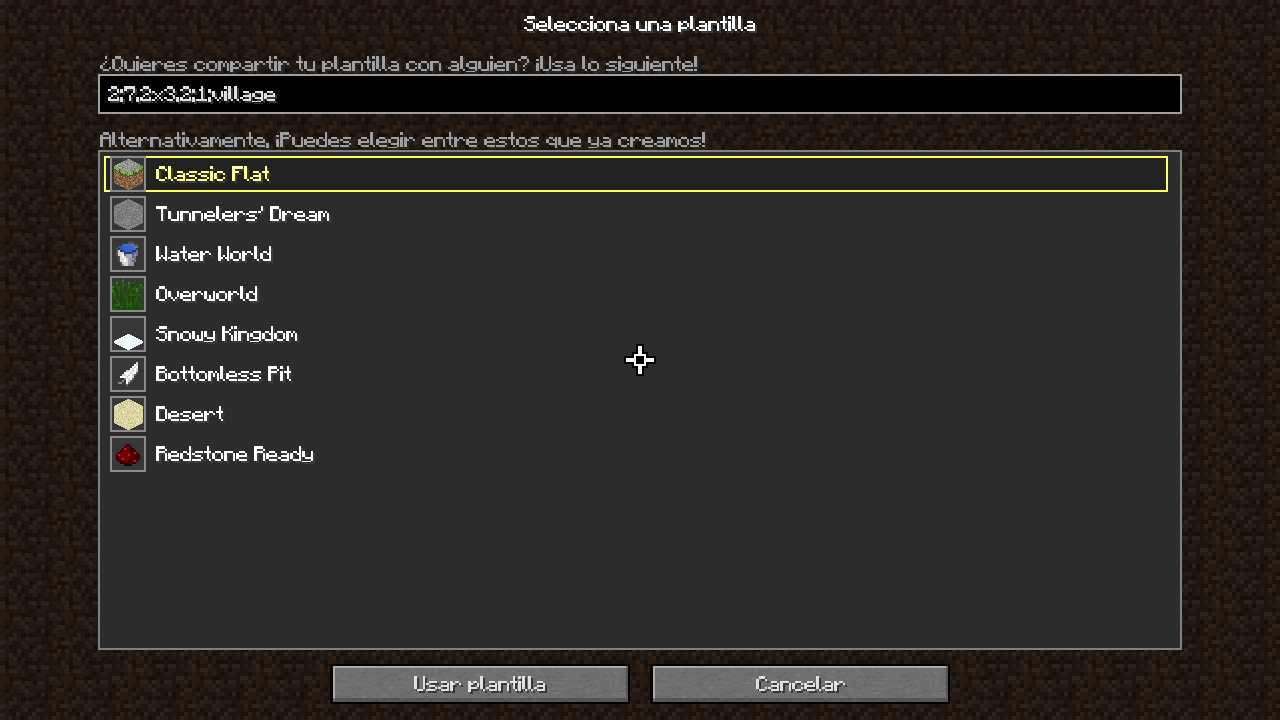 Selecciona una plantilla
¿Quieres compartir tu plantilla con alguien? ¡Usa lo siguiente!
2;7,2x3,2;1;village
Alternativamente, ¡Puedes elegir entre estos que ya creamos!
Classic Flat
Tunnelers' Dream
Water World
Overworld
Snowy Kingdom
Bottomless Pit
Desert
Redstone Ready
Usar plantilla
Cancelar